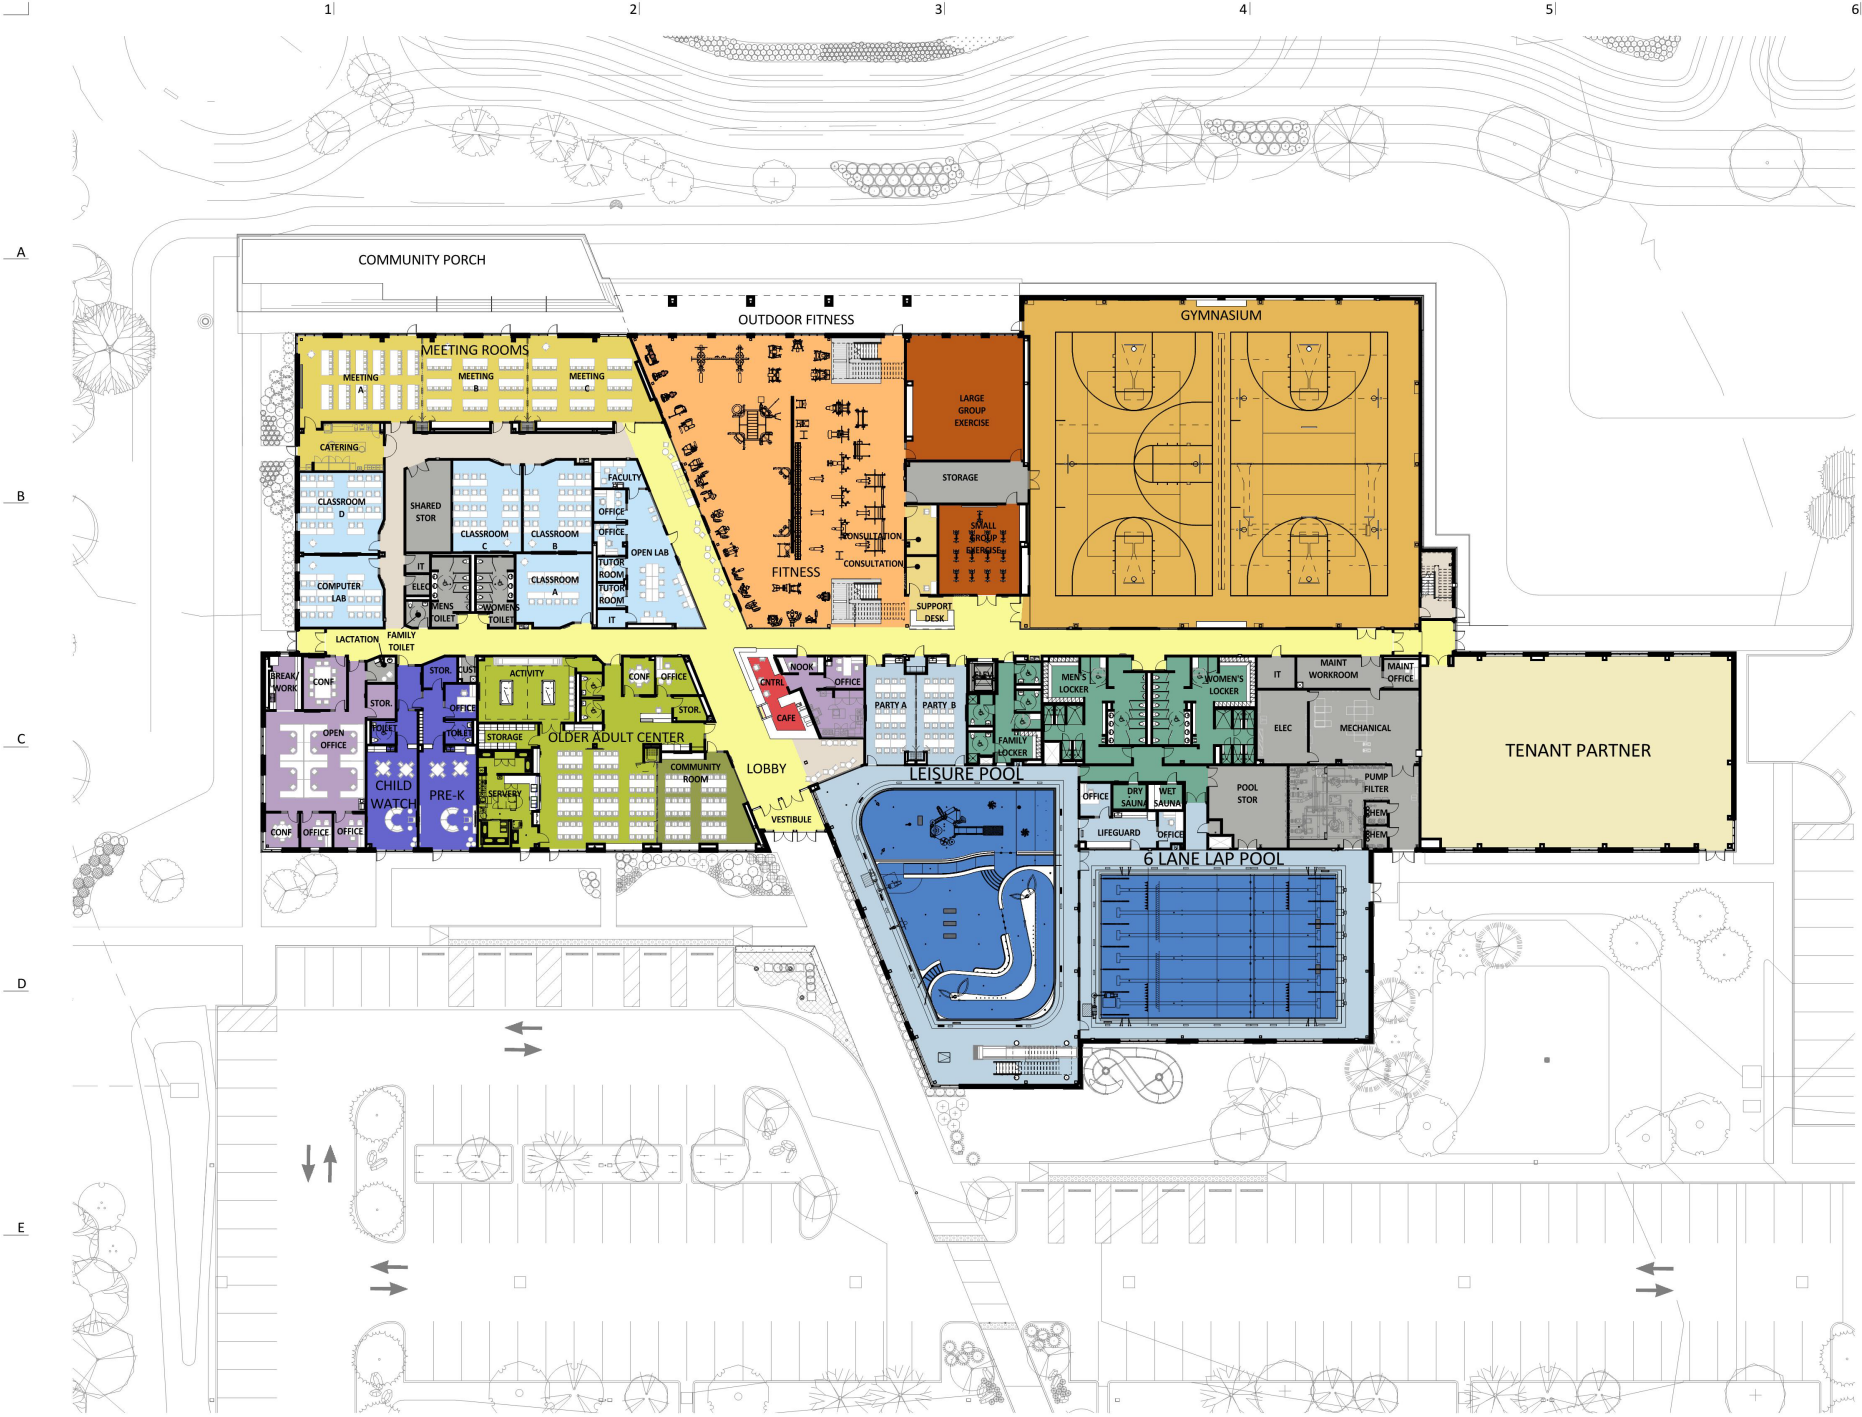 1
2
3
4
5
6
A
COMMUNITY PORCH
OUTDOOR FITNESS
GYMNASIUM
MEETING ROOMS
MEETING
A
MEETING
B
MEETING
C
LARGE
GROUP
EXERCISE
CATERING
B
STORAGE
FACULTY
CLASSROOM
D
SHARED
STOR
OFFICE
CLASSROOM
C
CLASSROOM
B
OFFICE
SMALL
GROUP
EXERCISE
CONSULTATION
OPEN LAB
IT
TUTOR
ROOM
CONSULTATION
FITNESS
COMPUTER
LAB
ELEC
CLASSROOM
A
TUTOR
ROOM
MENS
TOILET
WOMENS
TOILET
IT
SUPPORT
DESK
LACTATION
FAMILY
TOILET
BREAK/
WORK
CONF
STOR.
CUST
ACTIVITY
CONF
OFFICE
CNTRL
NOOK
OFFICE
ELEV
MEN'S
LOCKER
WOMEN'S
LOCKER
IT
MAINT
WORKROOM
MAINT
OFFICE
STOR.
OFFICE
STOR.
CAFE
PARTY A
PARTY B
TOILET
TOILET
ELEC
MECHANICAL
C
OPEN
OFFICE
STORAGE
OLDER ADULT CENTER
FAMILY
LOCKER
TENANT PARTNER
COMMUNITY
ROOM
LOBBY
LEISURE POOL
CHILD
WATCH
PRE-K
SERVERY
OFFICE
DRY
SAUNA
WET
SAUNA
POOL
STOR
PUMP
FILTER
CHEM
CHEM
VESTIBULE
CONF
OFFICE
OFFICE
LIFEGUARD
OFFICE
6 LANE LAP POOL
D
E